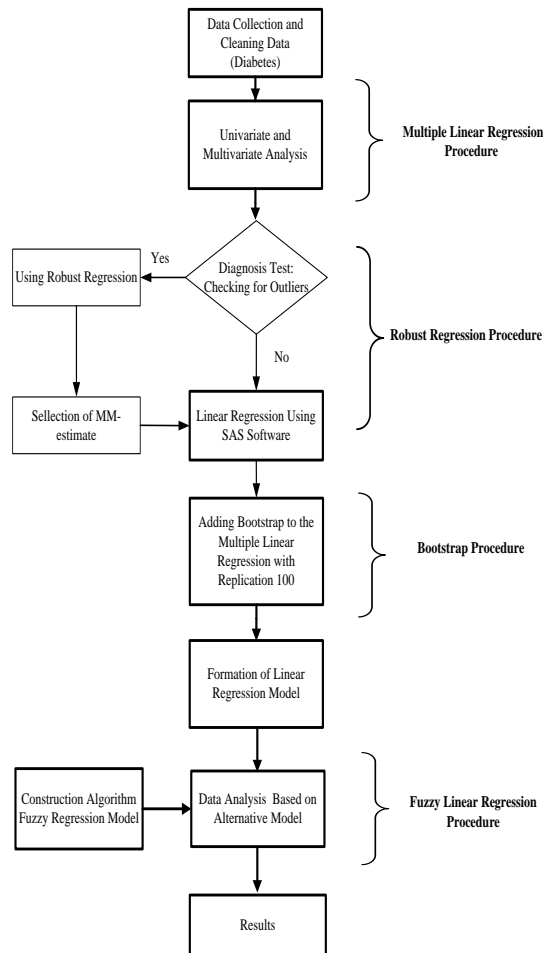 Data Collection and
Cleaning Data
(Diabetes)
Univariate and
Multivariate Analysis
Multiple Linear Regression
Procedure
Diagnosis Test:
Checking for Outliers
Yes
Using Robust Regression
No
Robust Regression Procedure
Sellection of MM-
estimate
Linear Regression Using
SAS Software
Adding Bootstrap to the
Multiple Linear
Regression with
Replication 100
Bootstrap Procedure
Formation of Linear
Regression Model
Construction Algorithm
Fuzzy Regression Model
Data Analysis Based on
Alternative Model
Fuzzy Linear Regression
Procedure
Results